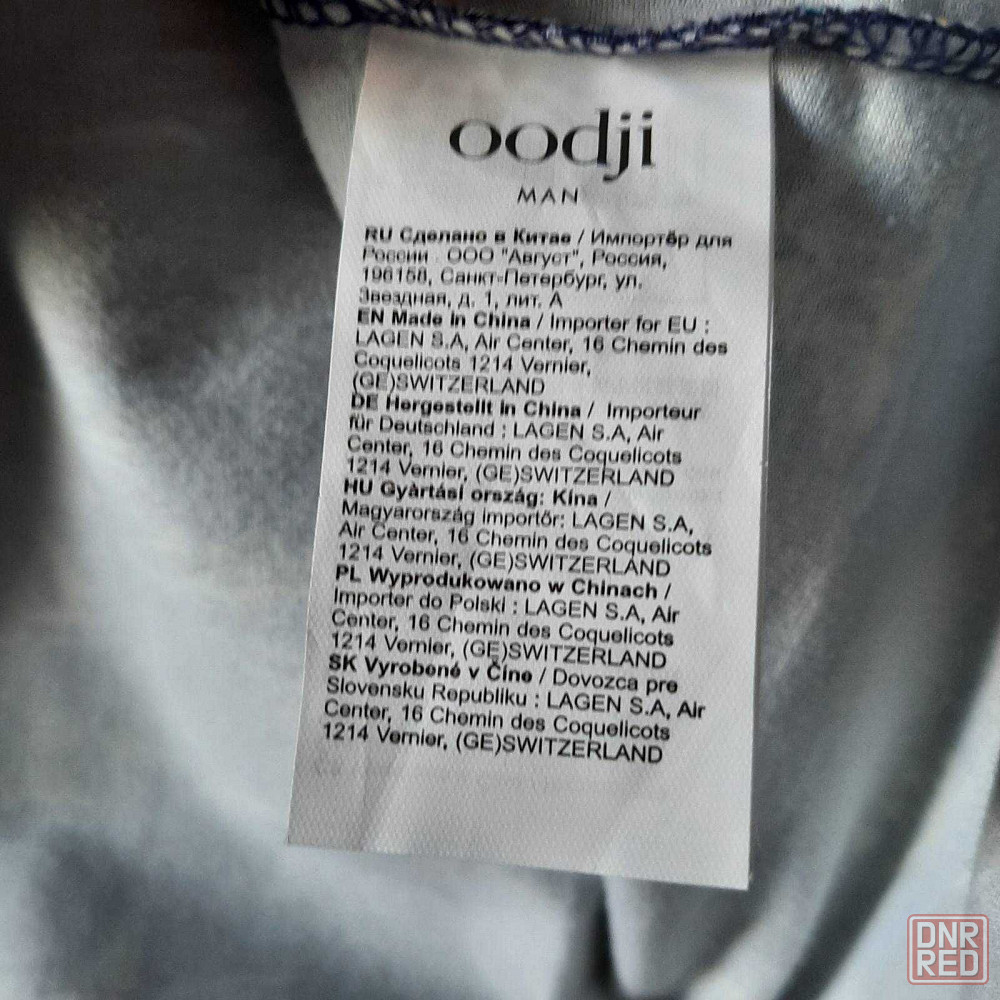 oodji
MAN
RU Сделано в Китае / Импортёр для
России : ООО "Август", Россия,
196158, Санкт-Петербург, ул.
Звездная, д. 1, лит. А
EN Made in China / Importer for EU :
LAGEN S.A, Air Center, 16 Chemin des
Coquelicots 1214 Vernier,
(GE)SWITZERLAND
DE Hergestellt in China / Importeur
für Deutschland : LAGEN S.A, Air
Center, 16 Chemin des Coquelicots
1214 Vernier, (GE)SWITZERLAND
HU Gyàrtásí ország: Kína /
Magyarország importőr: LAGEN S.A,
Air Center, 16 Chemin des Coquelicots
1214 Vernier, (GE)SWITZERLAND
PL Wyprodukowano w Chinach /
Importer do Polski : LAGEN S.A, Air
Center, 16 Chemin des Coquelicots
1214 Vernier, (GE)SWITZERLAND
SK Vyrobené v Číne / Dovozca pre
Slovensku Republiku : LAGEN S.A, Air
Center, 16 Chemin des Coquelicots
1214 Vernier, (GE)SWITZERLAND
DNR
RED